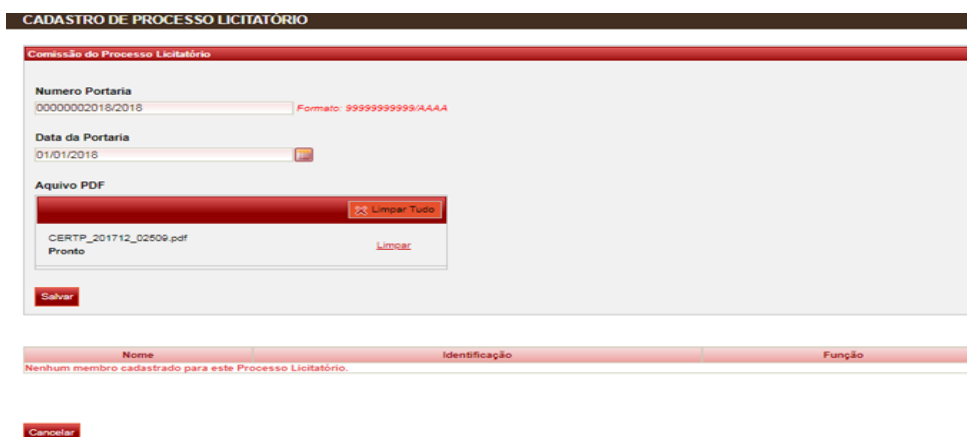 CADASTRO DE PROCESSO LICITATÓRIO
Comissão do Processo Licitatório
Numero Portaria
00000002018/2018 Formato: 99999999999/AAAA
Data da Portaria
01/01/2018
Aquivo PDF
Limpar Tudo
CERTP_201712_02509.pdf
Pronto
Limpar
Salvar
Nome Identificação Função
Nenhum membro cadastrado para este Processo Licitatório.
Cancelar